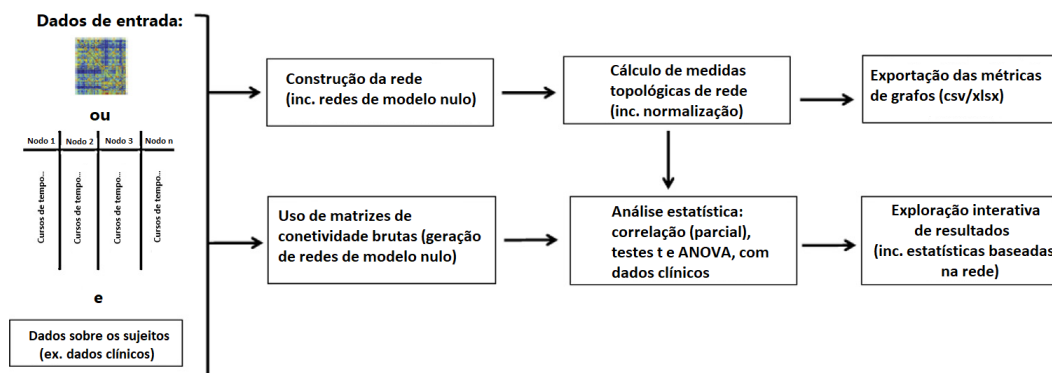 Dados de entrada:
ou
Nodo 1 Nodo 2 Nodo 3 Nodo n
Cursos de tempo... Cursos de tempo... Cursos de tempo... Cursos de tempo...
e
Dados sobre os sujeitos
(ex. dados clínicos)
Construção da rede
(inc. redes de modelo nulo)
Cálculo de medidas
topológicas de rede
(inc. normalização)
Exportação das métricas
de grafos (csv/xlsx)
Uso de matrizes de
conetividade brutas (geração
de redes de modelo nulo)
Análise estatística:
correlação (parcial),
testes t e ANOVA, com
dados clínicos
Exploração interativa
de resultados
(inc. estatísticas baseadas
na rede)